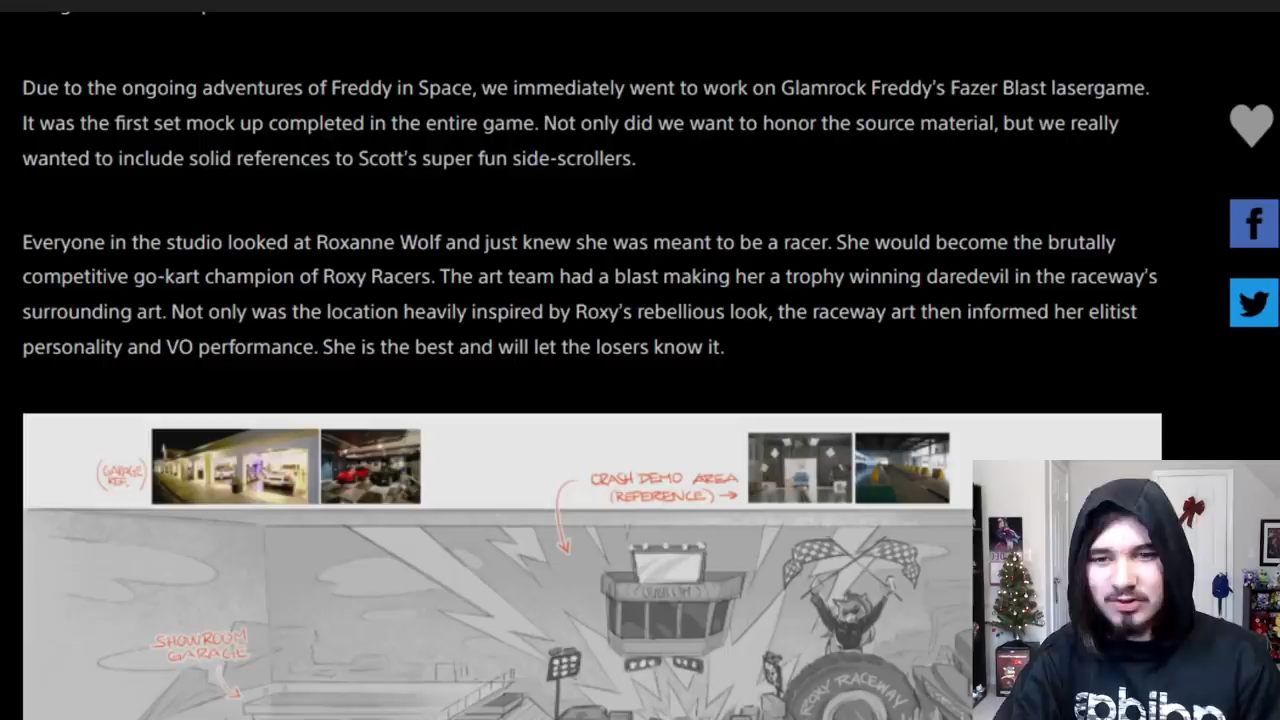 Due to the ongoing adventures of Freddy in Space, we immediately went to work on Glamrock Freddy's Fazer Blast lasergame.
It was the first set mock up completed in the entire game. Not only did we want to honor the source material, but we really
wanted to include solid references to Scott's super fun side-scrollers.
Everyone in the studio looked at Roxanne Wolf and just knew she was meant to be a racer. She would become the brutally
competitive go-kart champion of Roxy Racers. The art team had a blast making her a trophy winning daredevil in the raceway's
surrounding art. Not only was the location heavily inspired by Roxy's rebellious look, the raceway art then informed her elitist
personality and VO performance. She is the best and will let the losers know it.
(GARAGE
REF.)
CRASH DEMO AREA
(REFERENCE) →
SHOWROOM
GARAGE
ROXY RACEWAY